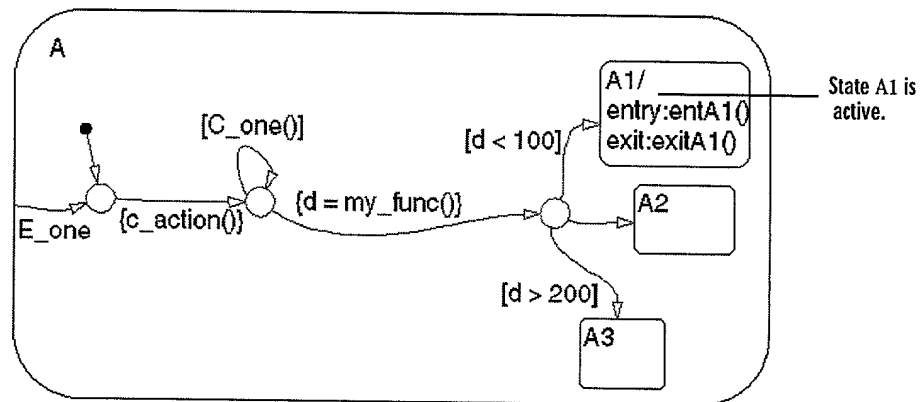 A
A1/
entry:entA1()
exit:exitA1()
State A1 is
active.
[C_one()]
[d < 100]
E_one
{c_action()}
{d = my_func()}
A2
[d > 200]
A3